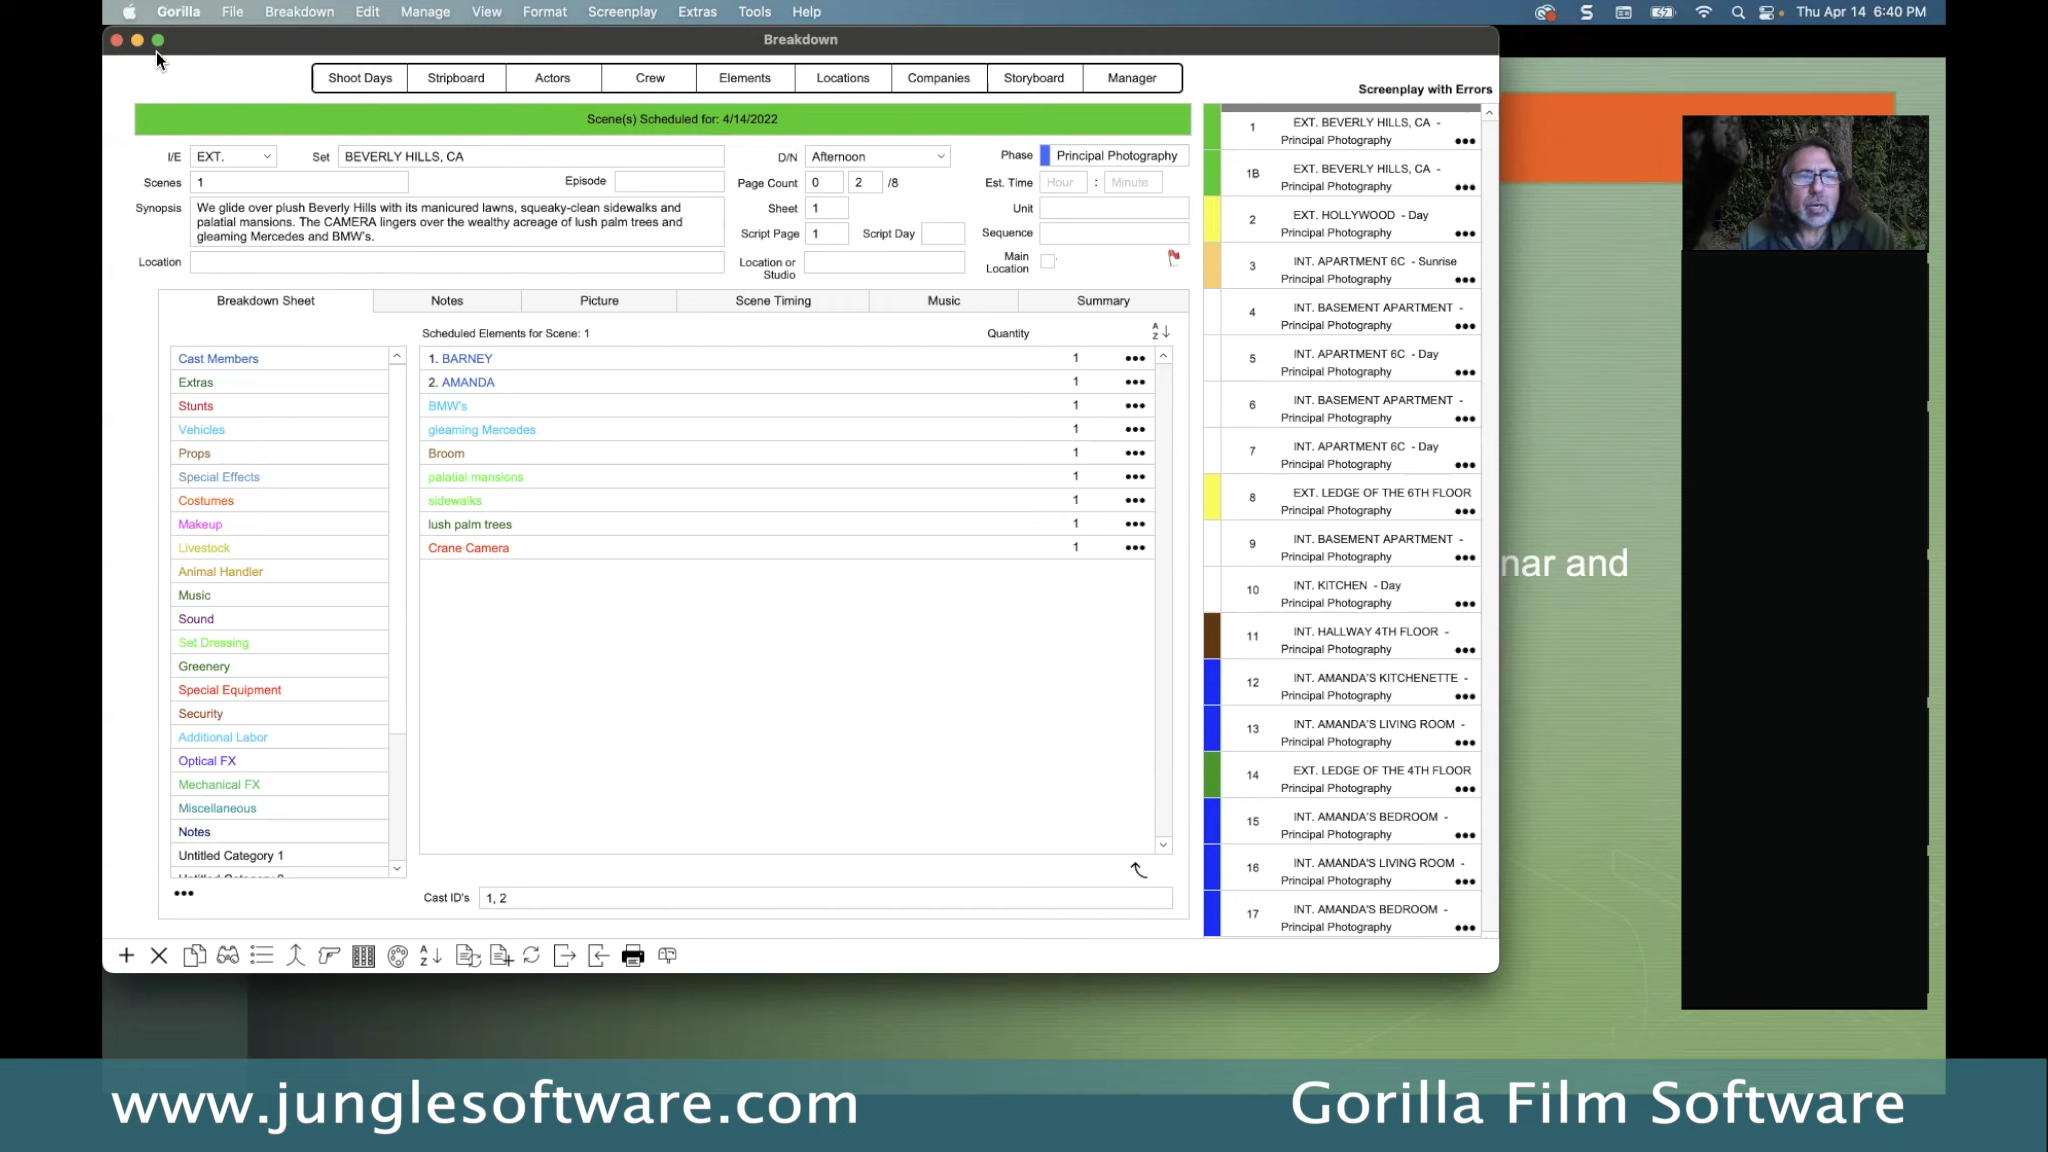 Gorilla File Breakdown Edit Manage View Format Screenplay Extras Tools Help Thu Apr 14 6:40 PM
Breakdown
Shoot Days Stripboard Actors Crew Elements Locations Companies Storyboard Manager
Screenplay with Errors
Scene(s) Scheduled for: 4/14/2022
I/E EXT. Set BEVERLY HILLS, CA D/N Afternoon Phase Principal Photography
Scenes 1 Episode Page Count 0 2 /8 Est. Time Hour : Minute
Synopsis We glide over plush Beverly Hills with its manicured lawns, squeaky-clean sidewalks and
palatial mansions. The CAMERA lingers over the wealthy acreage of lush palm trees and
gleaming Mercedes and BMW's.
Sheet 1 Unit
Script Page 1 Script Day Sequence
Location Location or
Studio
Main
Location
Breakdown Sheet Notes Picture Scene Timing Music Summary
Scheduled Elements for Scene: 1 Quantity
Cast Members
Extras
Stunts
Vehicles
Props
Special Effects
Costumes
Makeup
Livestock
Animal Handler
Music
Sound
Set Dressing
Greenery
Special Equipment
Security
Additional Labor
Optical FX
Mechanical FX
Miscellaneous
Notes
Untitled Category 1
1. BARNEY 1
2. AMANDA 1
BMW's 1
gleaming Mercedes 1
Broom 1
palatial mansions 1
sidewalks 1
lush palm trees 1
Crane Camera 1
Cast ID's 1, 2
1 EXT. BEVERLY HILLS, CA -
Principal Photography
1B EXT. BEVERLY HILLS, CA -
Principal Photography
2 EXT. HOLLYWOOD - Day
Principal Photography
3 INT. APARTMENT 6C - Sunrise
Principal Photography
4 INT. BASEMENT APARTMENT -
Principal Photography
5 INT. APARTMENT 6C - Day
Principal Photography
6 INT. BASEMENT APARTMENT -
Principal Photography
7 INT. APARTMENT 6C - Day
Principal Photography
8 EXT. LEDGE OF THE 6TH FLOOR
Principal Photography
9 INT. BASEMENT APARTMENT -
Principal Photography
10 INT. KITCHEN - Day
Principal Photography
11 INT. HALLWAY 4TH FLOOR -
Principal Photography
12 INT. AMANDA'S KITCHENETTE -
Principal Photography
13 INT. AMANDA'S LIVING ROOM -
Principal Photography
14 EXT. LEDGE OF THE 4TH FLOOR
Principal Photography
15 INT. AMANDA'S BEDROOM -
Principal Photography
16 INT. AMANDA'S LIVING ROOM -
Principal Photography
17 INT. AMANDA'S BEDROOM -
Principal Photography
nar and
www.junglesoftware.com
Gorilla Film Software